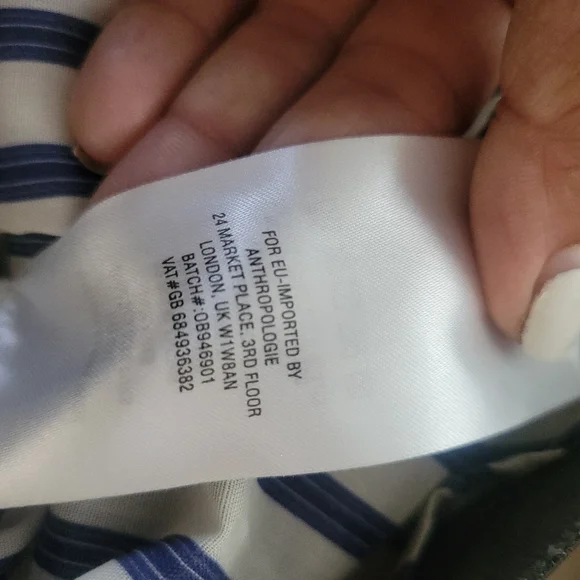 FOR EU-IMPORTED BY
ANTHROPOLOGIE
24 MARKET PLACE. 3RD FLOOR
LONDON, UK W1W8AN
BATCH#:OB946901
VAT#GB 684936382